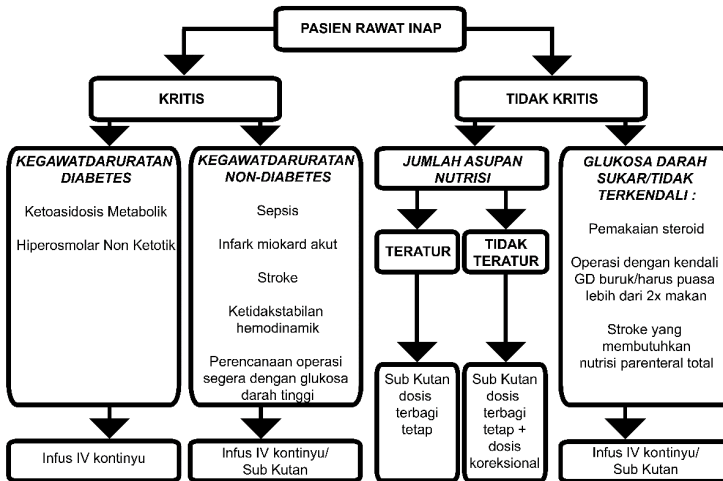 PASIEN RAWAT INAP
KRITIS
TIDAK KRITIS
KEGAWATDARURATAN
DIABETES
Ketoasidosis Metabolik
Hiperosmolar Non Ketotik
KEGAWATDARURATAN
NON-DIABETES
Sepsis
Infark miokard akut
Stroke
Ketidakstabilan
hemodinamik
Perencanaan operasi
segera dengan glukosa
darah tinggi
JUMLAH ASUPAN
NUTRISI
TERATUR
TIDAK
TERATUR
GLUKOSA DARAH
SUKAR/TIDAK
TERKENDALI :
Pemakaian steroid
Operasi dengan kendali
GD buruk/harus puasa
lebih dari 2x makan
Stroke yang
membutuhkan
nutrisi parenteral total
Sub Kutan
dosis
terbagi
tetap
Sub Kutan
dosis
terbagi
tetap +
dosis
koreksional
Infus IV kontinyu
Infus IV kontinyu/
Sub Kutan
Infus IV kontinyu/
Sub Kutan